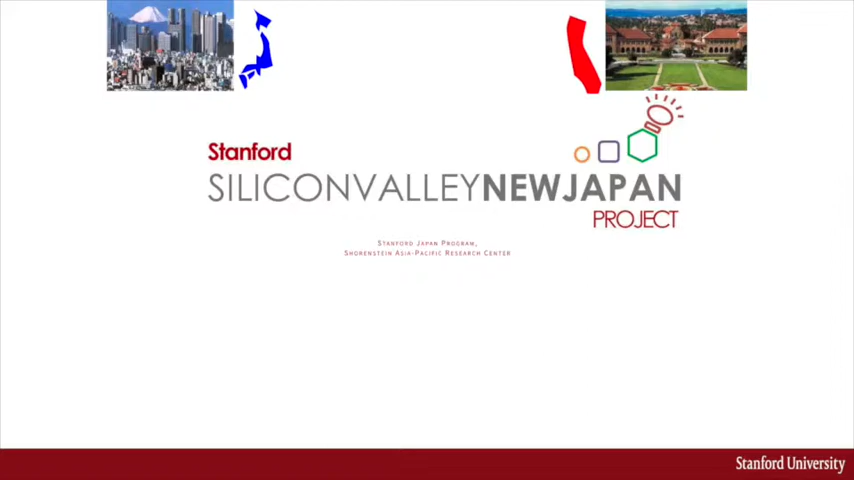 Stanford
SILICONVALLEYNEWJAPAN
PROJECT
STANFORD JAPAN PROGRAM,
SHORENSTEIN ASIA-PACIFIC RESEARCH CENTER
Stanford University